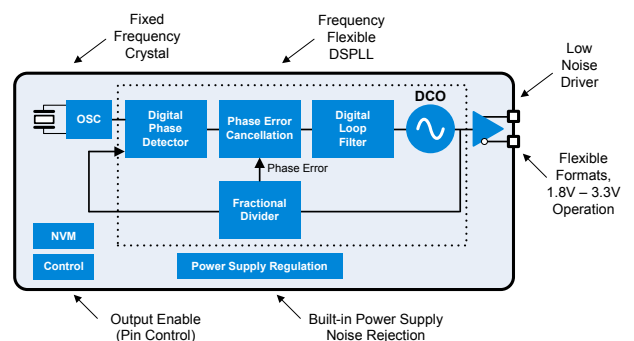 Fixed
Frequency
Crystal
Frequency
Flexible
DSPLL
Low
Noise
Driver
OSC
Digital
Phase
Detector
Phase Error
Cancellation
Digital
Loop
Filter
DCO
Phase Error
Fractional
Divider
Flexible
Formats,
1.8V – 3.3V
Operation
NVM
Control
Power Supply Regulation
Output Enable
(Pin Control)
Built-in Power Supply
Noise Rejection